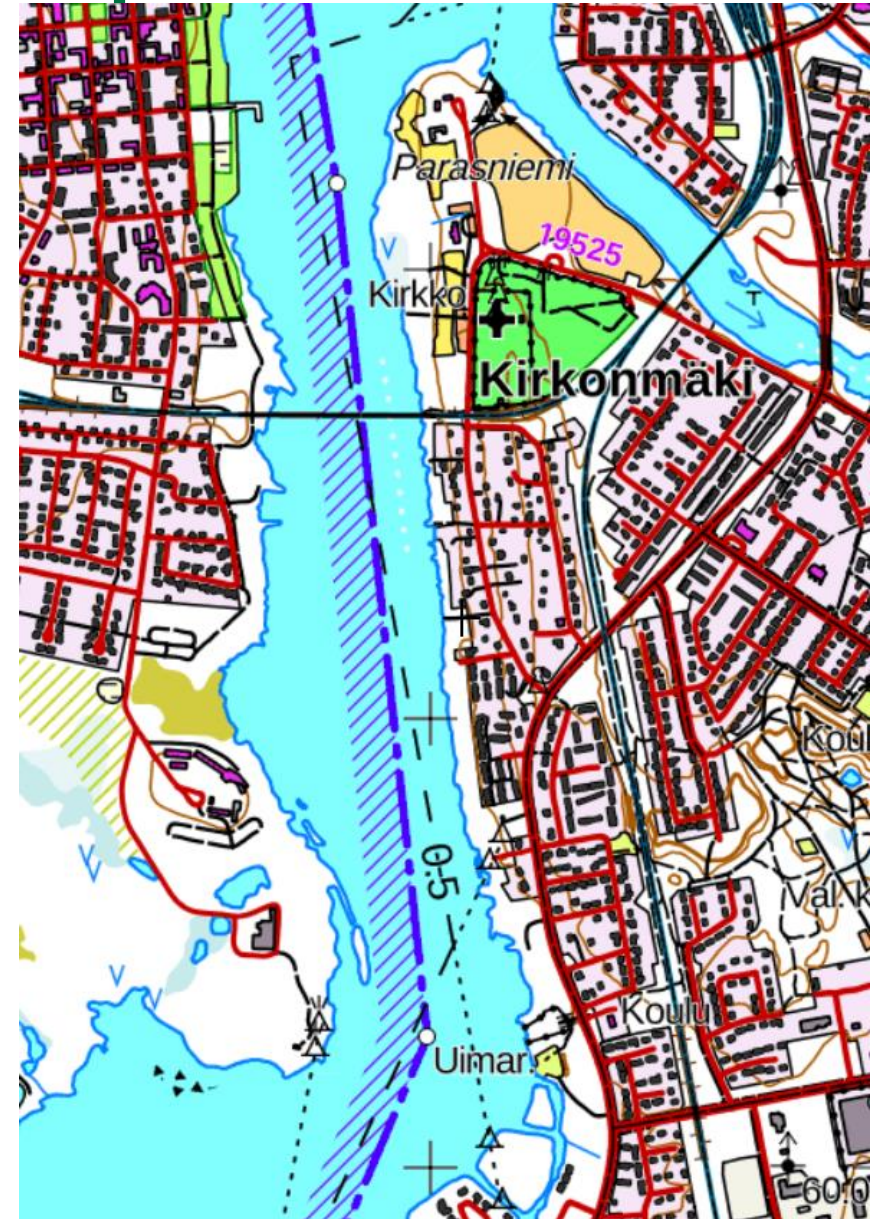 Parasniemi
19525
Kirkko
Kirkonmäki
Koul
0.5
Val. k
Koulu
Uimar.
60.0